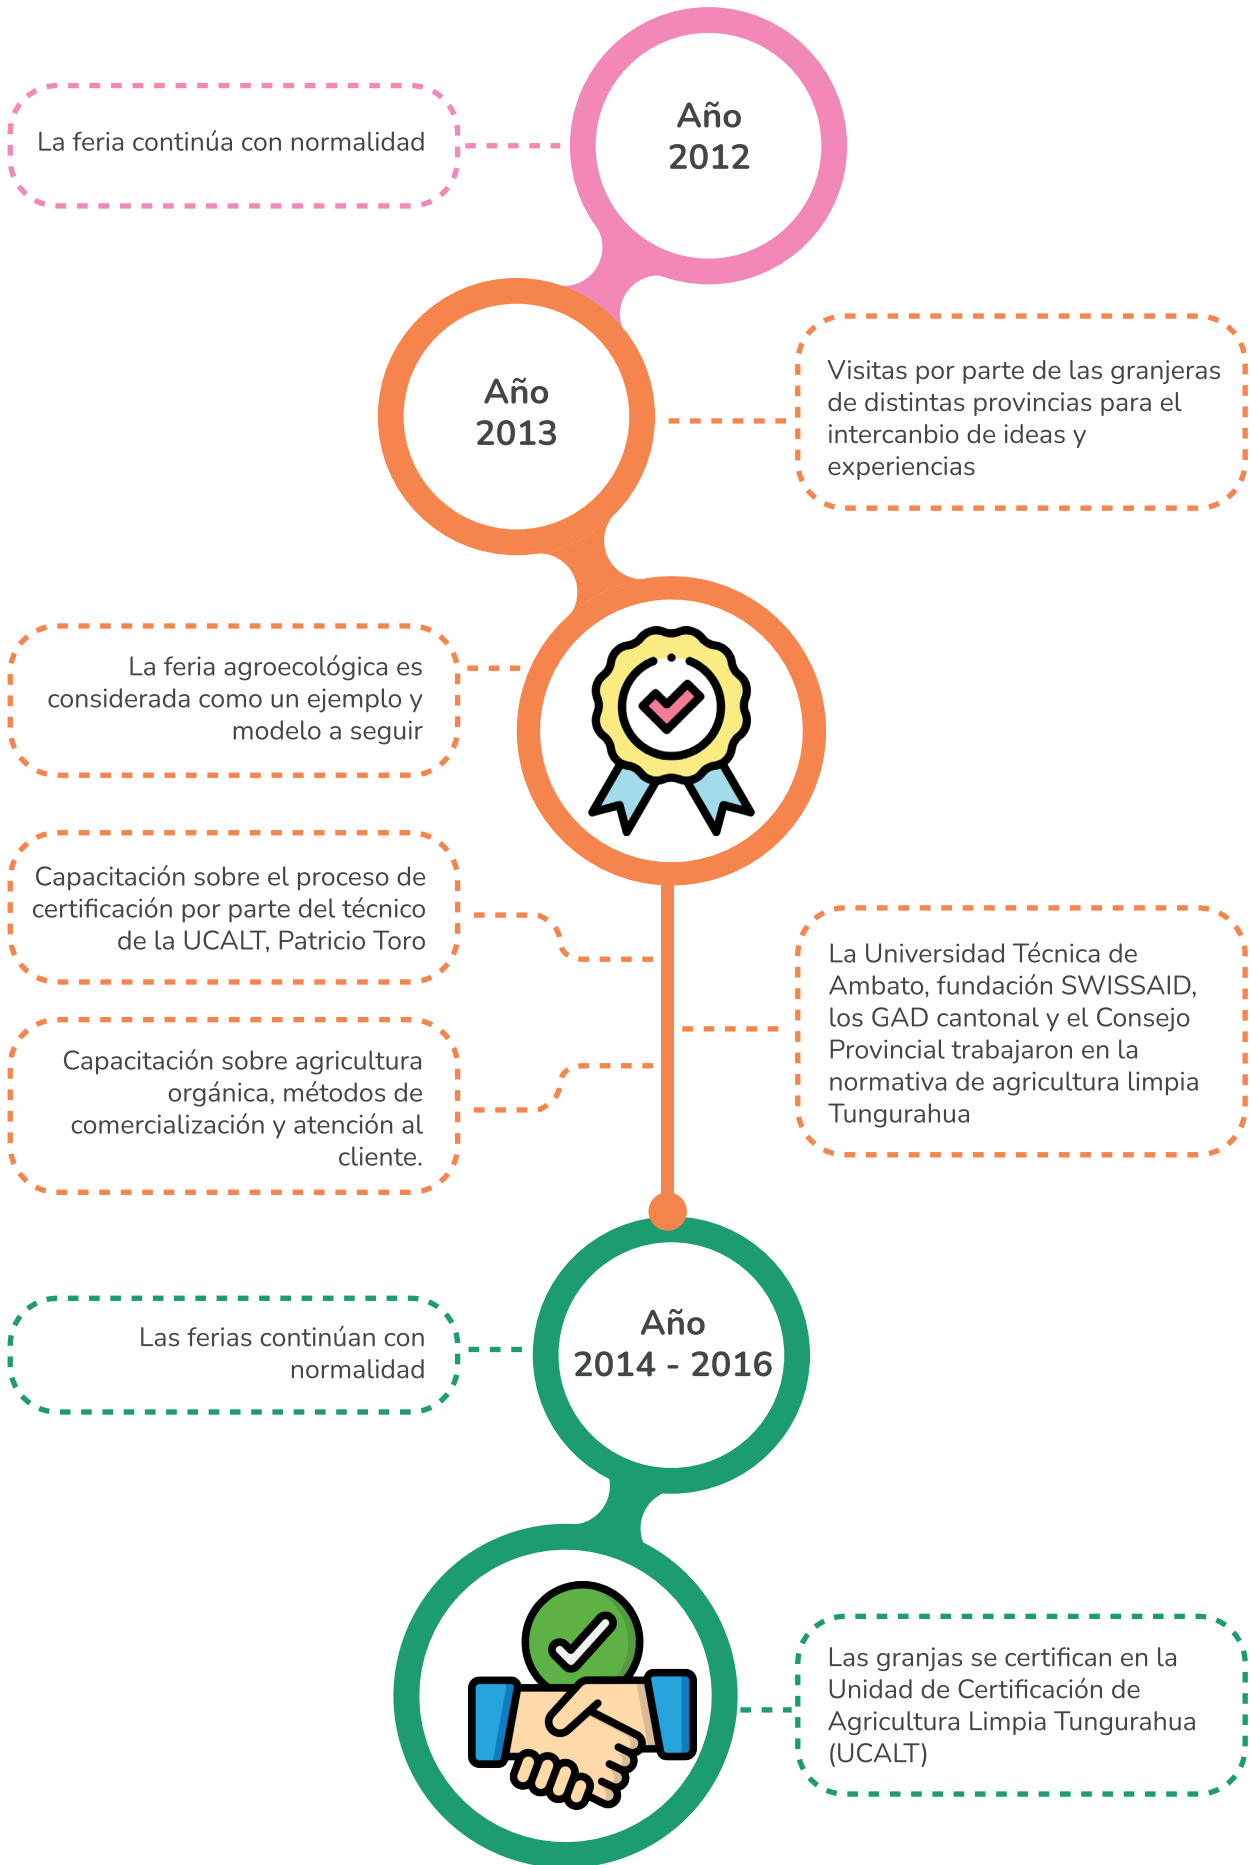 Año
2012
La feria continúa con normalidad
Año
2013
Visitas por parte de las granjeras
de distintas provincias para el
intercanbio de ideas y
experiencias
La feria agroecológica es
considerada como un ejemplo y
modelo a seguir
Capacitación sobre el proceso de
certificación por parte del técnico
de la UCALT, Patricio Toro
La Universidad Técnica de
Ambato, fundación SWISSAID,
los GAD cantonal y el Consejo
Provincial trabajaron en la
normativa de agricultura limpia
Tungurahua
Capacitación sobre agricultura
orgánica, métodos de
comercialización y atención al
cliente.
Año
2014 - 2016
Las ferias continúan con
normalidad
Las granjas se certifican en la
Unidad de Certificación de
Agricultura Limpia Tungurahua
(UCALT)